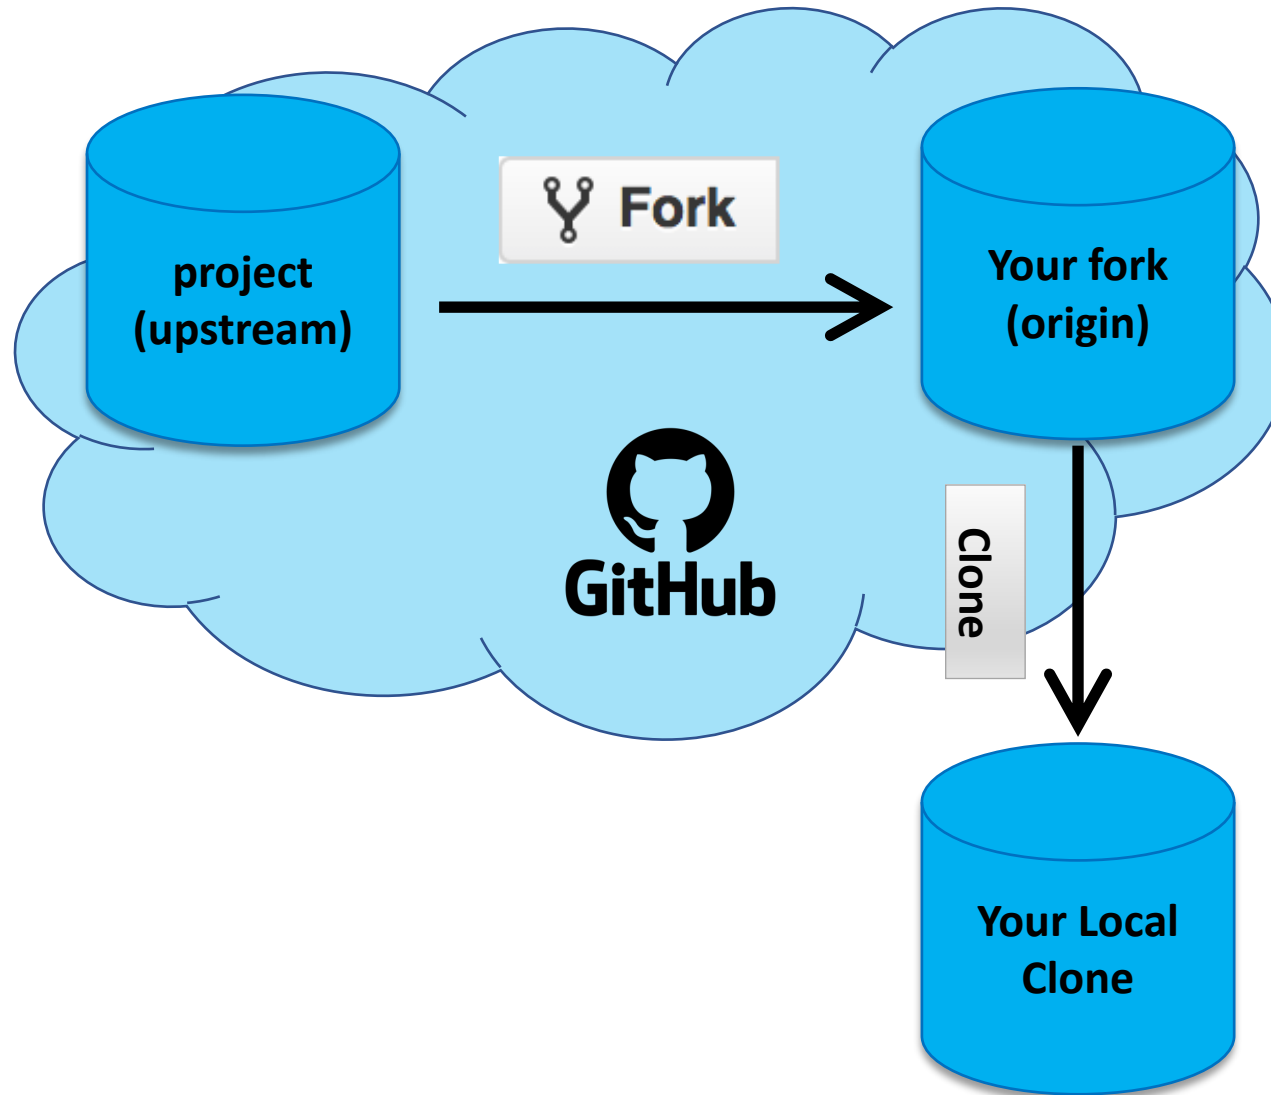 project
(upstream)
Fork
Your fork
(origin)
GitHub
Clone
Your Local
Clone